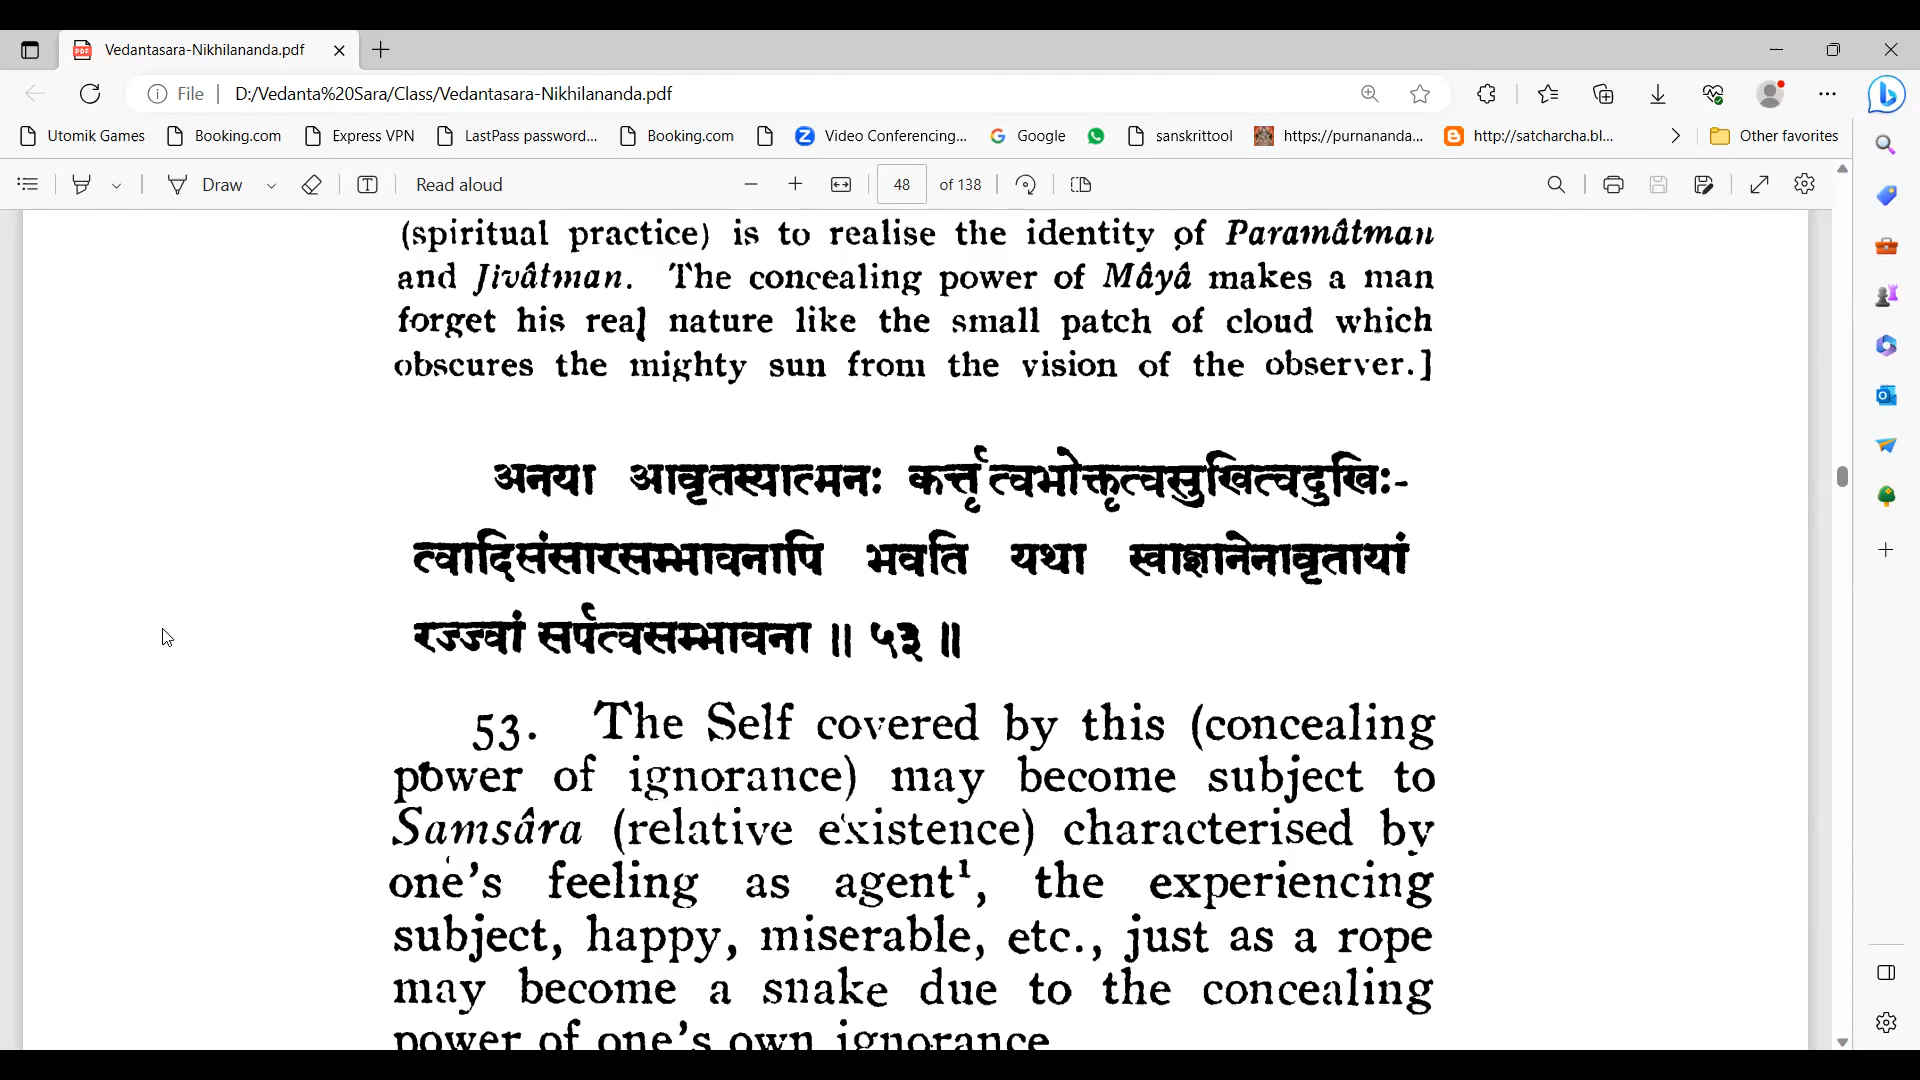 Vedantasara-Nikhilananda.pdf
File
D:/Vedanta%20Sara/Class/Vedantasara-Nikhilananda.pdf
Utomik Games
Booking.com
Express VPN
LastPass password...
Booking.com
Video Conferencing...
Google
sanskrittool
https://purnananda...
http://satcharcha.bl...
Other favorites
Draw
Read aloud
48 of 138
(spiritual practice) is to realise the identity of Paramâtman
and Jivâtman. The concealing power of Mâyâ makes a man
forget his real nature like the small patch of cloud which
obscures the mighty sun from the vision of the observer.]
अनया आवृतस्यात्मनः कर्त्तृत्वभोक्तृत्वसुखित्वदुखिः-
त्वादिसंसारसम्भावनापि भवति यथा स्वाज्ञानेनावृतायां
रज्ज्वां सर्पत्वसम्भावना ॥ ५३ ॥
53. The Self covered by this (concealing
power of ignorance) may become subject to
Samsâra (relative existence) characterised by
one's feeling as agent¹, the experiencing
subject, happy, miserable, etc., just as a rope
may become a snake due to the concealing
power of one's own ignorance